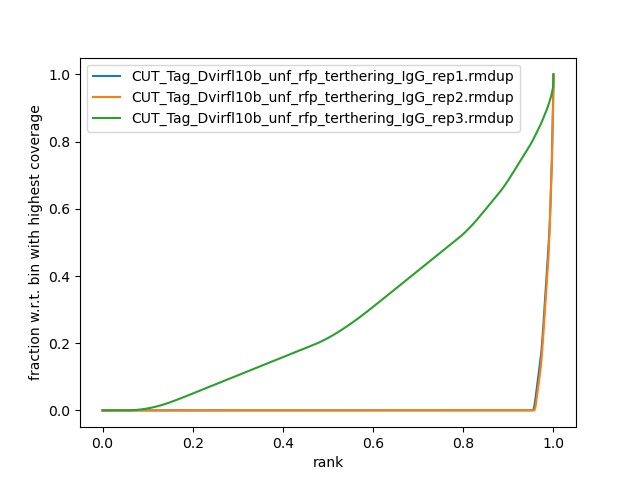 CUT_Tag_Dvirfl10b_unf_rfp_terthering_IgG_rep1.rmdup
CUT_Tag_Dvirfl10b_unf_rfp_terthering_IgG_rep2.rmdup
CUT_Tag_Dvirfl10b_unf_rfp_terthering_IgG_rep3.rmdup
fraction w.r.t. bin with highest coverage
1.0
0.8
0.6
0.4
0.2
0.0
0.0 0.2 0.4 0.6 0.8 1.0
rank